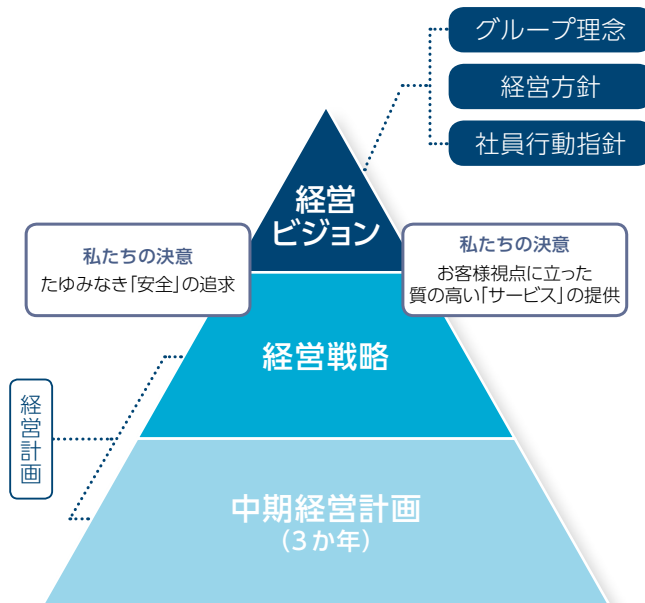 グループ理念
経営方針
社員行動指針
経営
ビジョン
私たちの決意
たゆみなき「安全」の追求
私たちの決意
お客様視点に立った
質の高い「サービス」の提供
経営戦略
経営計画
中期経営計画
（3か年）